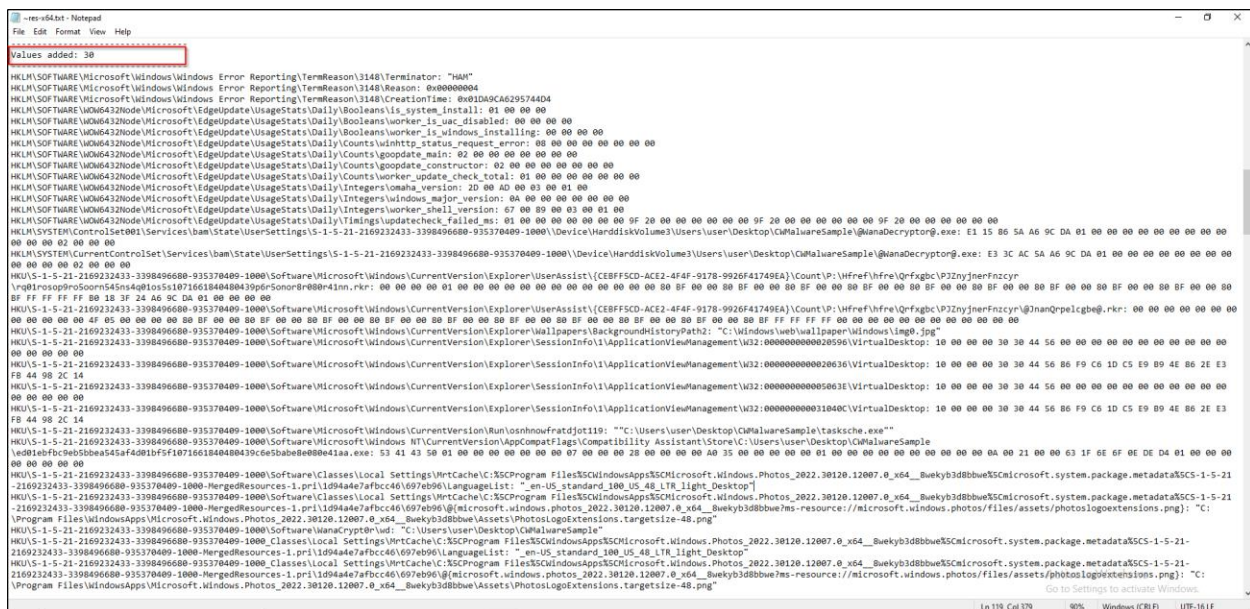 ~res-x64.txt - Notepad
File Edit Format View Help
Values added: 30
HKLM\SOFTWARE\Microsoft\Windows\Windows Error Reporting\TermReason\3148\Terminator: "HAM"
HKLM\SOFTWARE\Microsoft\Windows\Windows Error Reporting\TermReason\3148\Reason: 0x00000004
HKLM\SOFTWARE\Microsoft\Windows\Windows Error Reporting\TermReason\3148\CreationTime: 0x01DA9CA6295744D4
HKLM\SOFTWARE\WOW6432Node\Microsoft\EdgeUpdate\UsageStats\Daily\Booleans\is_system_install: 01 00 00 00
HKLM\SOFTWARE\WOW6432Node\Microsoft\EdgeUpdate\UsageStats\Daily\Booleans\worker_is_uac_disabled: 00 00 00 00
HKLM\SOFTWARE\WOW6432Node\Microsoft\EdgeUpdate\UsageStats\Daily\Booleans\worker_is_windows_installing: 00 00 00 00
HKLM\SOFTWARE\WOW6432Node\Microsoft\EdgeUpdate\UsageStats\Daily\Counts\winhttp_status_request_error: 08 00 00 00 00 00 00 00
HKLM\SOFTWARE\WOW6432Node\Microsoft\EdgeUpdate\UsageStats\Daily\Counts\goopdate_main: 02 00 00 00 00 00 00 00
HKLM\SOFTWARE\WOW6432Node\Microsoft\EdgeUpdate\UsageStats\Daily\Counts\goopdate_constructor: 02 00 00 00 00 00 00 00
HKLM\SOFTWARE\WOW6432Node\Microsoft\EdgeUpdate\UsageStats\Daily\Counts\worker_update_check_total: 01 00 00 00 00 00 00 00
HKLM\SOFTWARE\WOW6432Node\Microsoft\EdgeUpdate\UsageStats\Daily\Integers\omaha_version: 2D 00 AD 00 03 00 01 00
HKLM\SOFTWARE\WOW6432Node\Microsoft\EdgeUpdate\UsageStats\Daily\Integers\windows_major_version: 0A 00 00 00 00 00 00 00
HKLM\SOFTWARE\WOW6432Node\Microsoft\EdgeUpdate\UsageStats\Daily\Integers\worker_shell_version: 67 00 89 00 03 00 01 00
HKLM\SOFTWARE\WOW6432Node\Microsoft\EdgeUpdate\UsageStats\Daily\Timings\updatecheck_failed_ms: 01 00 00 00 00 00 00 00 9F 20 00 00 00 00 00 00 9F 20 00 00 00 00 00 00 9F 20 00 00 00 00 00 00
HKLM\SYSTEM\ControlSet001\Services\bam\State\UserSettings\S-1-5-21-2169232433-3398496680-935370409-1000\\Device\HarddiskVolume3\Users\user\Desktop\CWMalwareSample\@WanaDecryptor@.exe: E1 15 86 5A A6 9C DA 01 00 00 00 00 00 00 00 00
00 00 00 00 02 00 00 00
HKLM\SYSTEM\CurrentControlSet\Services\bam\State\UserSettings\S-1-5-21-2169232433-3398496680-935370409-1000\\Device\HarddiskVolume3\Users\user\Desktop\CWMalwareSample\@WanaDecryptor@.exe: E3 3C AC 5A A6 9C DA 01 00 00 00 00 00 00 00 00
00 00 00 00 02 00 00 00
HKU\S-1-5-21-2169232433-3398496680-935370409-1000\Software\Microsoft\Windows\CurrentVersion\Explorer\UserAssist\{CEBFF5CD-ACE2-4F4F-9178-9926F41749EA}\Count\P:\Hfref\hfre\Qrfxgbc\PJZnyjnerFnzcyr
BF FF FF FF FF B0 18 3F 24 A6 9C DA 01 00 00 00 00
HKU\S-1-5-21-2169232433-3398496680-935370409-1000\Software\Microsoft\Windows\CurrentVersion\Explorer\UserAssist\{CEBFF5CD-ACE2-4F4F-9178-9926F41749EA}\Count\P:\Hfref\hfre\Qrfxgbc\PJZnyjnerFnzcyr\@JnanQrpelcgbe@.rkr: 00 00 00 00 00 00 00
00 00 00 00 00 4F 05 00 00 00 00 80 BF 00 00 80 BF 00 00 80 BF 00 00 80 BF 00 00 80 BF 00 00 80 BF 00 00 80 BF 00 00 80 BF 00 00 80 BF 00 00 80 BF FF FF FF FF 00 00 00 00 00 00 00 00 00 00 00 00
HKU\S-1-5-21-2169232433-3398496680-935370409-1000\Software\Microsoft\Windows\CurrentVersion\Explorer\Wallpapers\BackgroundHistoryPath2: "C:\Windows\web\wallpaper\Windows\img0.jpg"
HKU\S-1-5-21-2169232433-3398496680-935370409-1000\Software\Microsoft\Windows\CurrentVersion\Explorer\SessionInfo\1\ApplicationViewManagement\W32:0000000000020596\VirtualDesktop: 10 00 00 00 30 30 44 56 00 00 00 00 00 00 00 00 00 00 00
00 00 00 00 00
HKU\S-1-5-21-2169232433-3398496680-935370409-1000\Software\Microsoft\Windows\CurrentVersion\Explorer\SessionInfo\1\ApplicationViewManagement\W32:0000000000020636\VirtualDesktop: 10 00 00 00 30 30 44 56 86 F9 C6 1D C5 E9 B9 4E 86 2E E3
FB 44 98 2C 14
HKU\S-1-5-21-2169232433-3398496680-935370409-1000\Software\Microsoft\Windows\CurrentVersion\Explorer\SessionInfo\1\ApplicationViewManagement\W32:000000000005063E\VirtualDesktop: 10 00 00 00 30 30 44 56 00 00 00 00 00 00 00 00 00 00 00
00 00 00 00 00
HKU\S-1-5-21-2169232433-3398496680-935370409-1000\Software\Microsoft\Windows\CurrentVersion\Explorer\SessionInfo\1\ApplicationViewManagement\W32:000000000031040C\VirtualDesktop: 10 00 00 00 30 30 44 56 86 F9 C6 1D C5 E9 B9 4E 86 2E E3
FB 44 98 2C 14
HKU\S-1-5-21-2169232433-3398496680-935370409-1000\Software\Microsoft\Windows\CurrentVersion\Run\osnhnowfratdjot119: ""C:\Users\user\Desktop\CWMalwareSample\tasksche.exe""
HKU\S-1-5-21-2169232433-3398496680-935370409-1000\Software\Microsoft\Windows NT\CurrentVersion\AppCompatFlags\Compatibility Assistant\Store\C:\Users\user\Desktop\CWMalwareSample
00 00 00 00 00
HKU\S-1-5-21-2169232433-3398496680-935370409-1000\Software\Classes\Local Settings\MrtCache\C:%5CProgram Files%5CWindowsApps%5CMicrosoft.Windows.Photos_2022.30120.12007.0_x64__8wekyb3d8bbwe%5Cmicrosoft.system.package.metadata%5CS-1-5-21
-2169232433-3398496680-935370409-1000-MergedResources-1.pri\1d94a4e7afbcc46\697eb96\LanguageList: "_en-US_standard_100_US_48_LTR_light_Desktop"
HKU\S-1-5-21-2169232433-3398496680-935370409-1000\Software\Classes\Local Settings\MrtCache\C:%5CProgram Files%5CWindowsApps%5CMicrosoft.Windows.Photos_2022.30120.12007.0_x64__8wekyb3d8bbwe%5Cmicrosoft.system.package.metadata%5CS-1-5-21
-2169232433-3398496680-935370409-1000-MergedResources-1.pri\1d94a4e7afbcc46\697eb96\@{microsoft.windows.photos_2022.30120.12007.0_x64__8wekyb3d8bbwe?ms-resource://microsoft.windows.photos/files/assets/photoslogoextensions.png}: "C:
\Program Files\WindowsApps\Microsoft.Windows.Photos_2022.30120.12007.0_x64__8wekyb3d8bbwe\Assets\PhotosLogoExtensions.targetsize-48.png"
HKU\S-1-5-21-2169232433-3398496680-935370409-1000\Software\WanaCrypt0r\wd: "C:\Users\user\Desktop\CWMalwareSample"
HKU\S-1-5-21-2169232433-3398496680-935370409-1000_Classes\Local Settings\MrtCache\C:%5CProgram Files%5CWindowsApps%5CMicrosoft.Windows.Photos_2022.30120.12007.0_x64__8wekyb3d8bbwe%5Cmicrosoft.system.package.metadata%5CS-1-5-21-
2169232433-3398496680-935370409-1000-MergedResources-1.pri\1d94a4e7afbcc46\697eb96\LanguageList: "_en-US_standard_100_US_48_LTR_light_Desktop"
HKU\S-1-5-21-2169232433-3398496680-935370409-1000_Classes\Local Settings\MrtCache\C:%5CProgram Files%5CWindowsApps%5CMicrosoft.Windows.Photos_2022.30120.12007.0_x64__8wekyb3d8bbwe%5Cmicrosoft.system.package.metadata%5CS-1-5-21-
2169232433-3398496680-935370409-1000-MergedResources-1.pri\1d94a4e7afbcc46\697eb96\@{microsoft.windows.photos_2022.30120.12007.0_x64__8wekyb3d8bbwe?ms-resource://microsoft.windows.photos/files/assets/photoslogoextensions.png}: "C:
\Program Files\WindowsApps\Microsoft.Windows.Photos_2022.30120.12007.0_x64__8wekyb3d8bbwe\Assets\PhotosLogoExtensions.targetsize-48.png"
Go to Settings to activate Windows.
Ln 119, Col 379 90% Windows (CRLF) UTF-16 LE